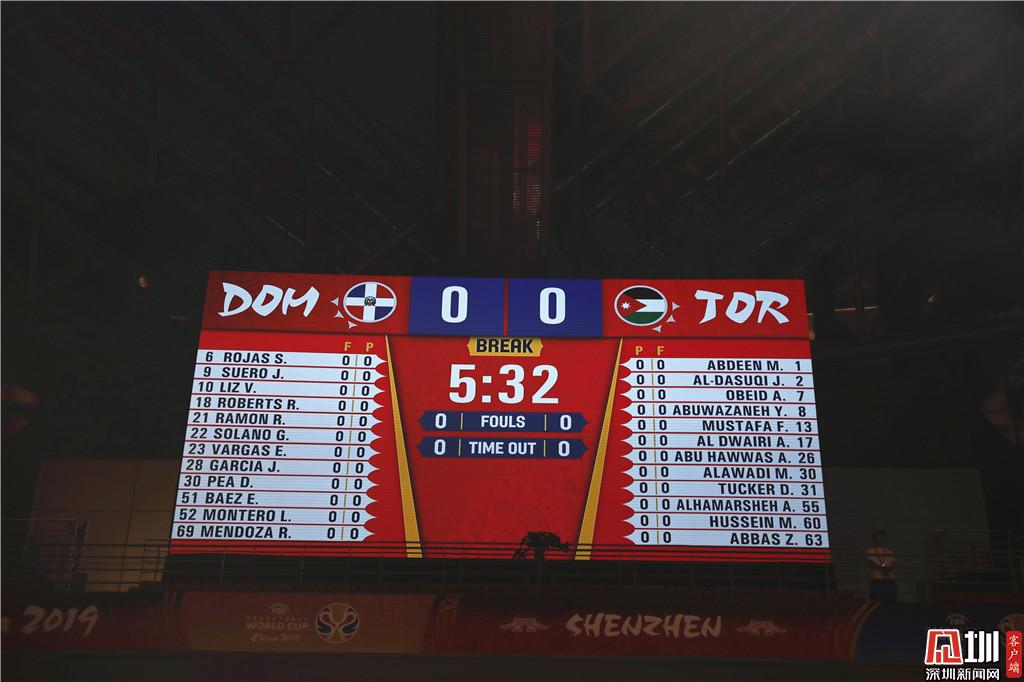 DOM 0 0 TOR
BREAK
5:32
0 FOULS 0
0 TIME OUT 0
F P
6 ROJAS S. 0 0
9 SUERO J. 0 0
10 LIZ V. 0 0
18 ROBERTS R. 0 0
21 RAMON R. 0 0
22 SOLANO G. 0 0
23 VARGAS E. 0 0
28 GARCIA J. 0 0
30 PEA D. 0 0
51 BAEZ E. 0 0
52 MONTERO L. 0 0
69 MENDOZA R. 0 0
P F
0 0 ABDEEN M. 1
0 0 AL-DASUQI J. 2
0 0 OBEID A. 7
0 0 ABUWAZANEH Y. 8
0 0 MUSTAFA F. 13
0 0 AL DWAIRI A. 17
0 0 ABU HAWWAS A. 26
0 0 ALAWADI M. 30
0 0 TUCKER D. 31
0 0 ALHAMARSHEH A. 55
0 0 HUSSEIN M. 60
0 0 ABBAS Z. 63
2019
FIBA
BASKETBALL
WORLD CUP
China 2019
SHENZHEN
WORLD CUP
圳
客户端
深圳新闻网